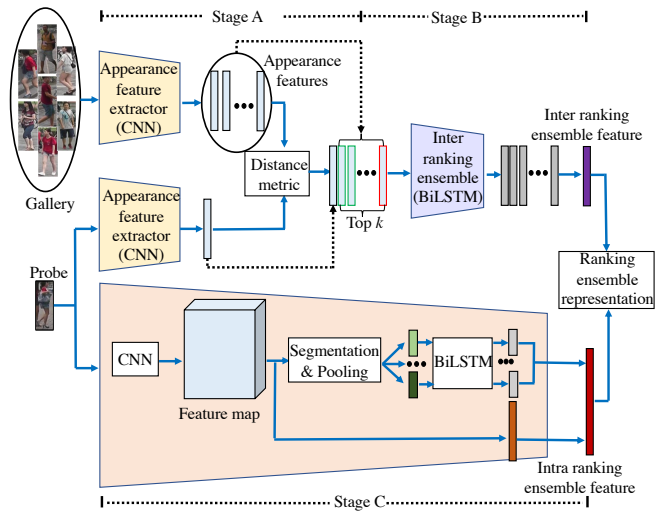 Stage A
Stage B
Appearance
feature
extractor
(CNN)
Appearance
features
Gallery
Distance
metric
Top k
Inter
ranking
ensemble
(BiLSTM)
Inter ranking
ensemble feature
Appearance
feature
extractor
(CNN)
Probe
Ranking
ensemble
representation
CNN
Feature map
Segmentation
& Pooling
BiLSTM
Intra ranking
ensemble feature
Stage C